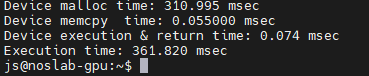 Device malloc time: 310.995 msec
Device memcpy  time: 0.055000 msec
Device execution & return time: 0.074 msec
Execution time: 361.820 msec
js@noslab-gpu:~$